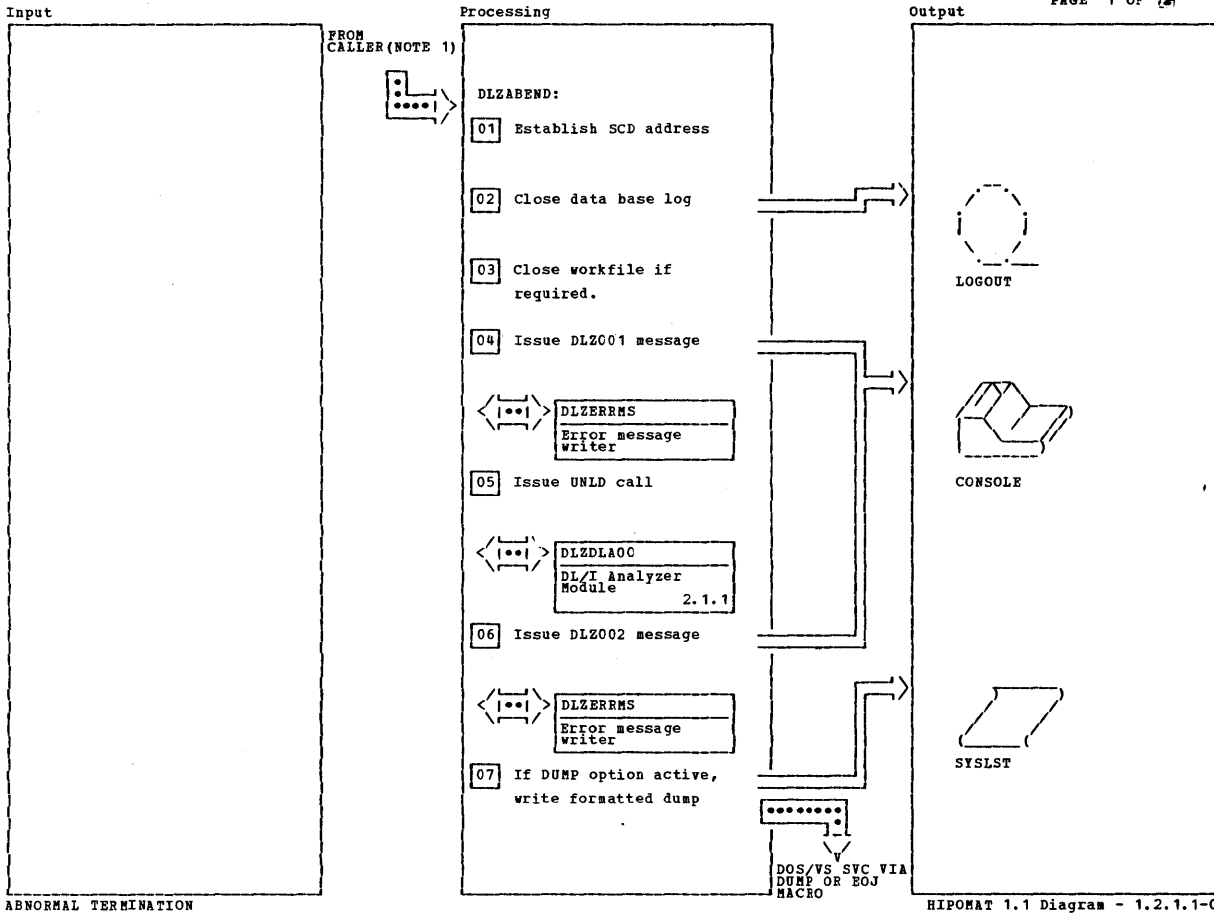 PAGE 1 OF
Input
Processing
Output
FROM
CALLER(NOTE 1)
DLZABEND:
01 Establish SCD address
02 Close data base log
LOGOUT
03 Close workfile if
required.
04 Issue DLZ001 message
CONSOLE
DLZERRMS
Error message
writer
05 Issue UNLD call
DLZDLA00
DL/I Analyzer
Module
2.1.1
06 Issue DLZ002 message
DLZERRMS
Error message
writer
SYSLST
07 If DUMP option active,
write formatted dump
DOS/VS SVC VIA
DUMP OR EOJ
MACRO
ABNORMAL TERMINATION
HIPOMAT 1.1 Diagram - 1.2.1.1-0